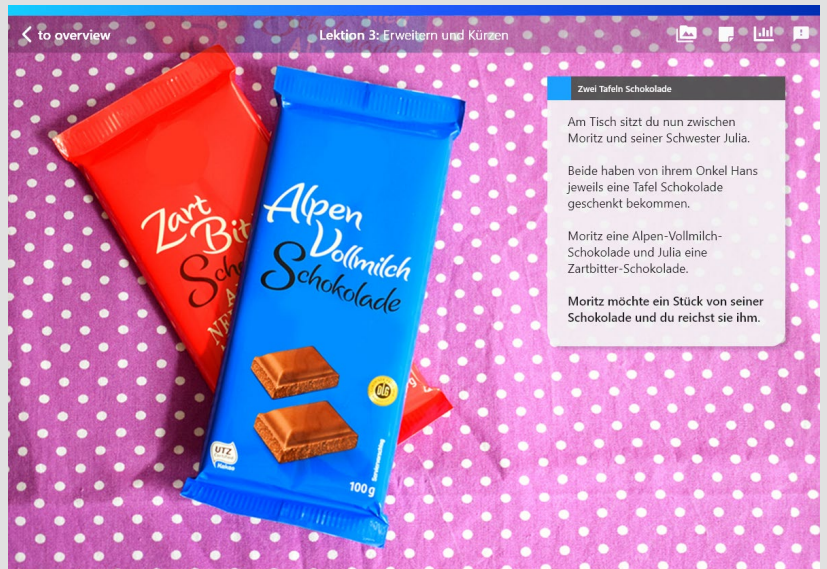 to overview
Lektion 3: Erweitern und Kürzen
Zwei Tafeln Schokolade
Am Tisch sitzt du nun zwischen
Moritz und seiner Schwester Julia.
Beide haben von ihrem Onkel Hans
jeweils eine Tafel Schokolade
geschenkt bekommen.
Moritz eine Alpen-Vollmilch-
Schokolade und Julia eine
Zartbitter-Schokolade.
Moritz möchte ein Stück von seiner
Schokolade und du reichst sie ihm.
Zart
Bit
Sch
Alpen
Vollmilch
Schokolade
DLG
UTZ
Kakao
100 g